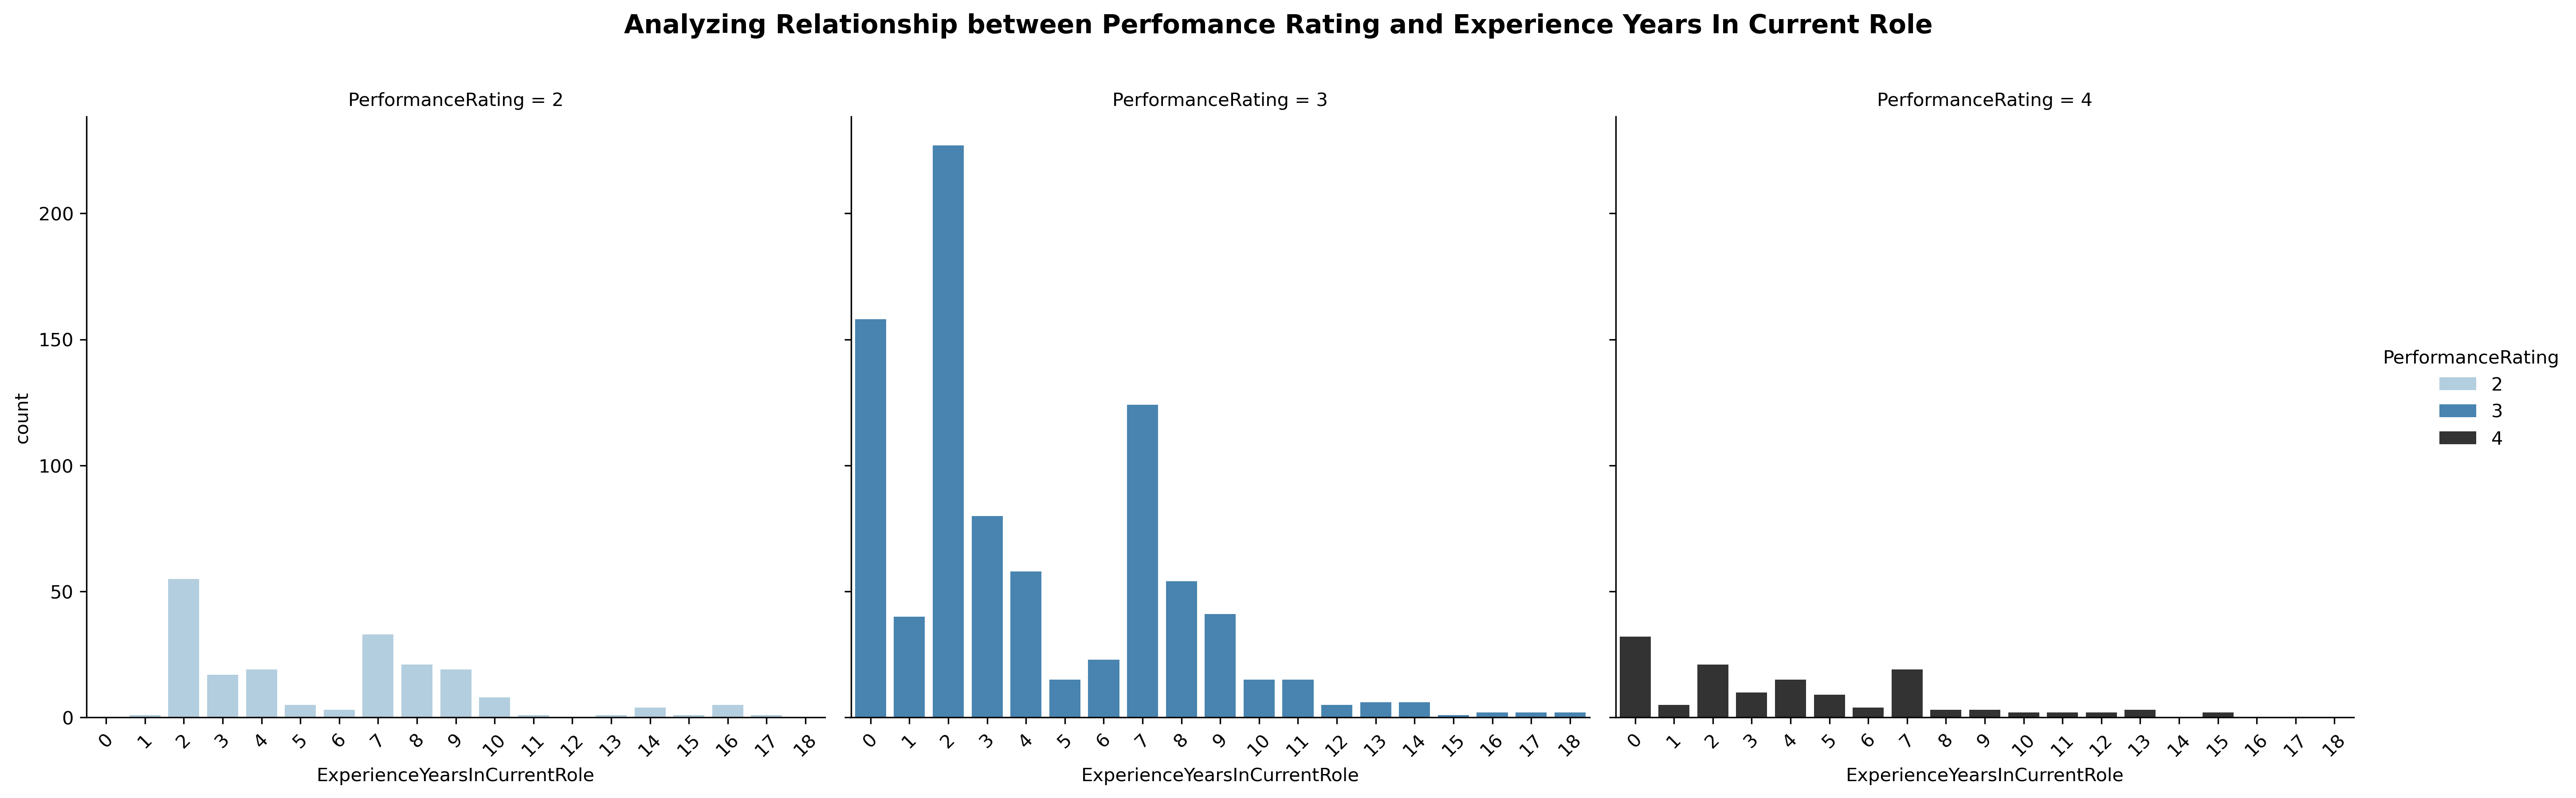 Analyzing Relationship between Perfomance Rating and Experience Years In Current Role
PerformanceRating = 2
PerformanceRating = 3
PerformanceRating = 4
count
200
150
100
50
0
0 1 2 3 4 5 6 7 8 9 10 11 12 13 14 15 16 17 18
0 1 2 3 4 5 6 7 8 9 10 11 12 13 14 15 16 17 18
0 1 2 3 4 5 6 7 8 9 10 11 12 13 14 15 16 17 18
ExperienceYearsInCurrentRole
ExperienceYearsInCurrentRole
ExperienceYearsInCurrentRole
PerformanceRating
2
3
4